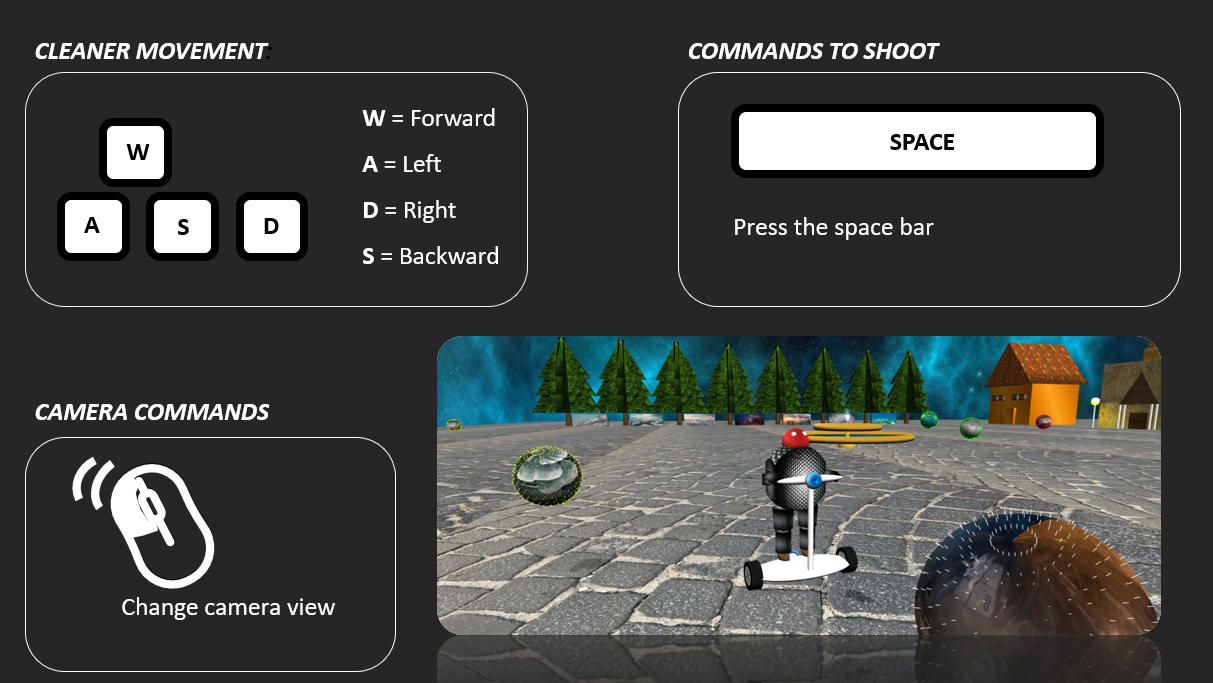 CLEANER MOVEMENT:
W
A
S
D
W = Forward
A = Left
D = Right
S = Backward
COMMANDS TO SHOOT
SPACE
Press the space bar
CAMERA COMMANDS
Change camera view